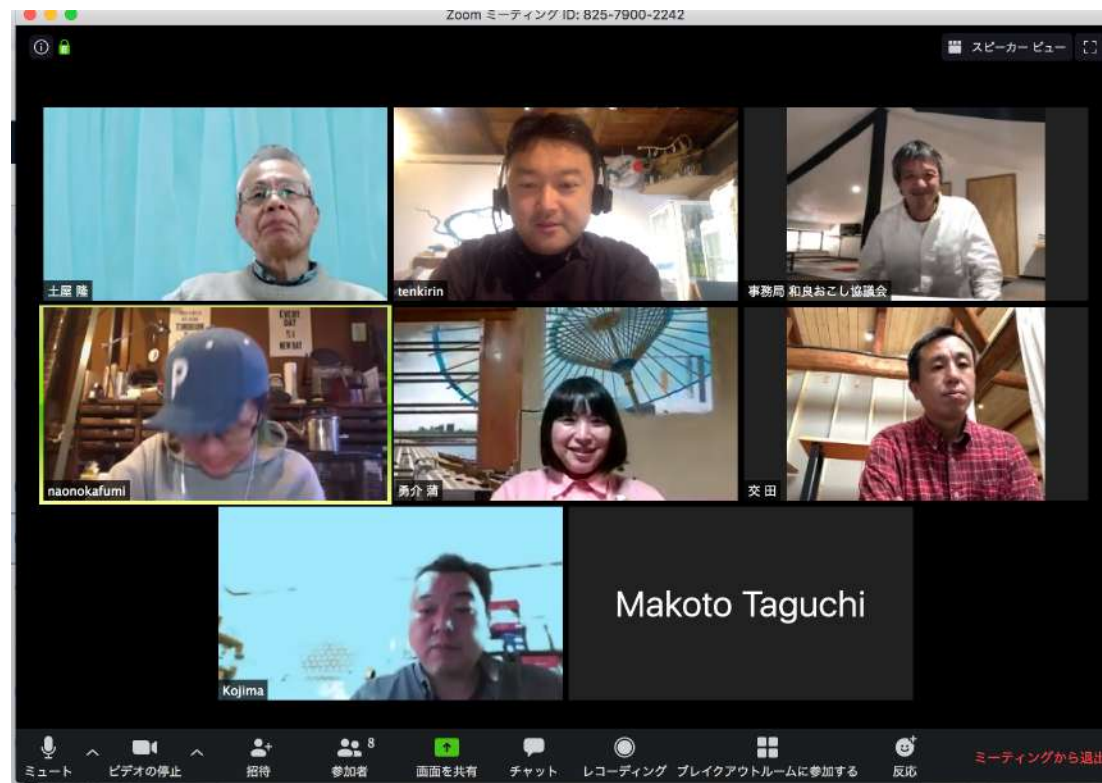 Zoom ミーティング ID: 825-7900-2242
スピーカー ビュー
土屋 隆
tenkirin
事務局 和良おこし協議会
EVERY
DAY
IS A
NEW DAY
P
naonokafumi
勇介 蒲
交 田
Kojima
Makoto Taguchi
8
ミュート
ビデオの停止
招待
参加者
画面を共有
チャット
レコーディング
ブレイクアウトルームに参加する
反応
ミーティングから退出